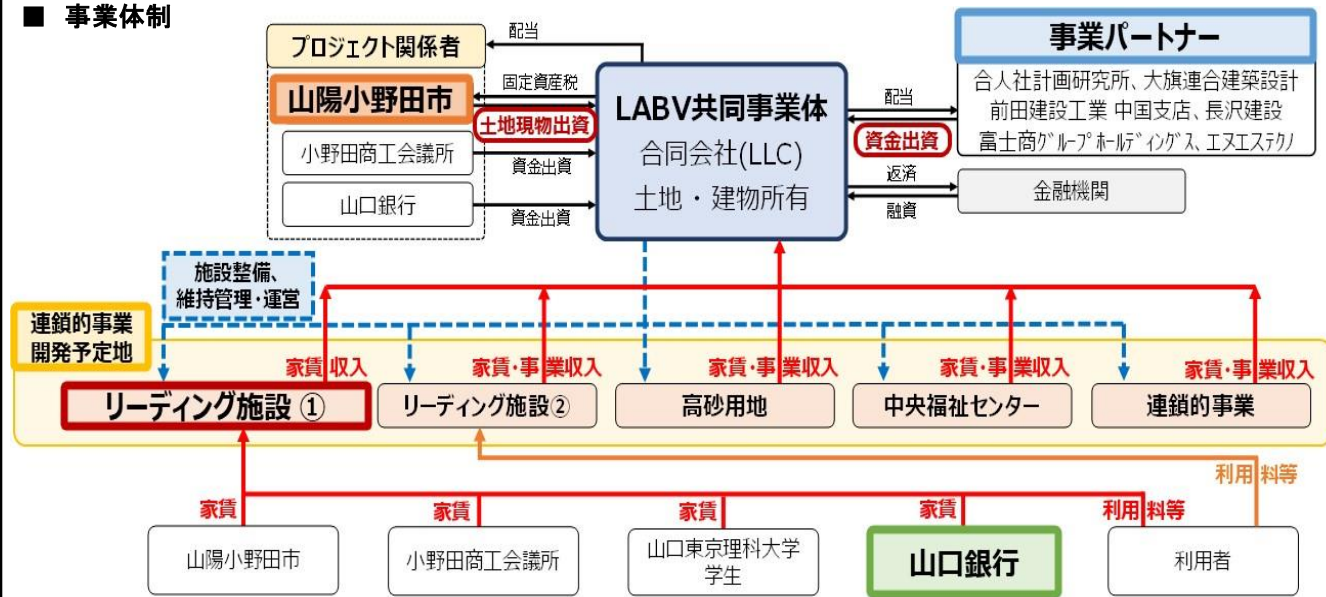 ■ 事業体制
プロジェクト関係者
配当
山陽小野田市
固定資産税
土地現物出資
小野田商工会議所
資金出資
山口銀行
資金出資
LABV共同事業体
合同会社(LLC)
土地・建物所有
配当
資金出資
返済
融資
事業パートナー
合人社計画研究所、大旗連合建築設計
前田建設工業 中国支店、長沢建設
富士商ｸﾞﾙｰﾌﾟﾎｰﾙﾃﾞｨﾝｸﾞｽ、エヌエステクノ
金融機関
施設整備、
維持管理・運営
連鎖的事業
開発予定地
家賃収入
家賃・事業収入
家賃・事業収入
家賃・事業収入
家賃・事業収入
リーディング施設 ①
リーディング施設②
高砂用地
中央福祉センター
連鎖的事業
利用料等
家賃
家賃
家賃
家賃
利用料等
山陽小野田市
小野田商工会議所
山口東京理科大学
学生
山口銀行
利用者